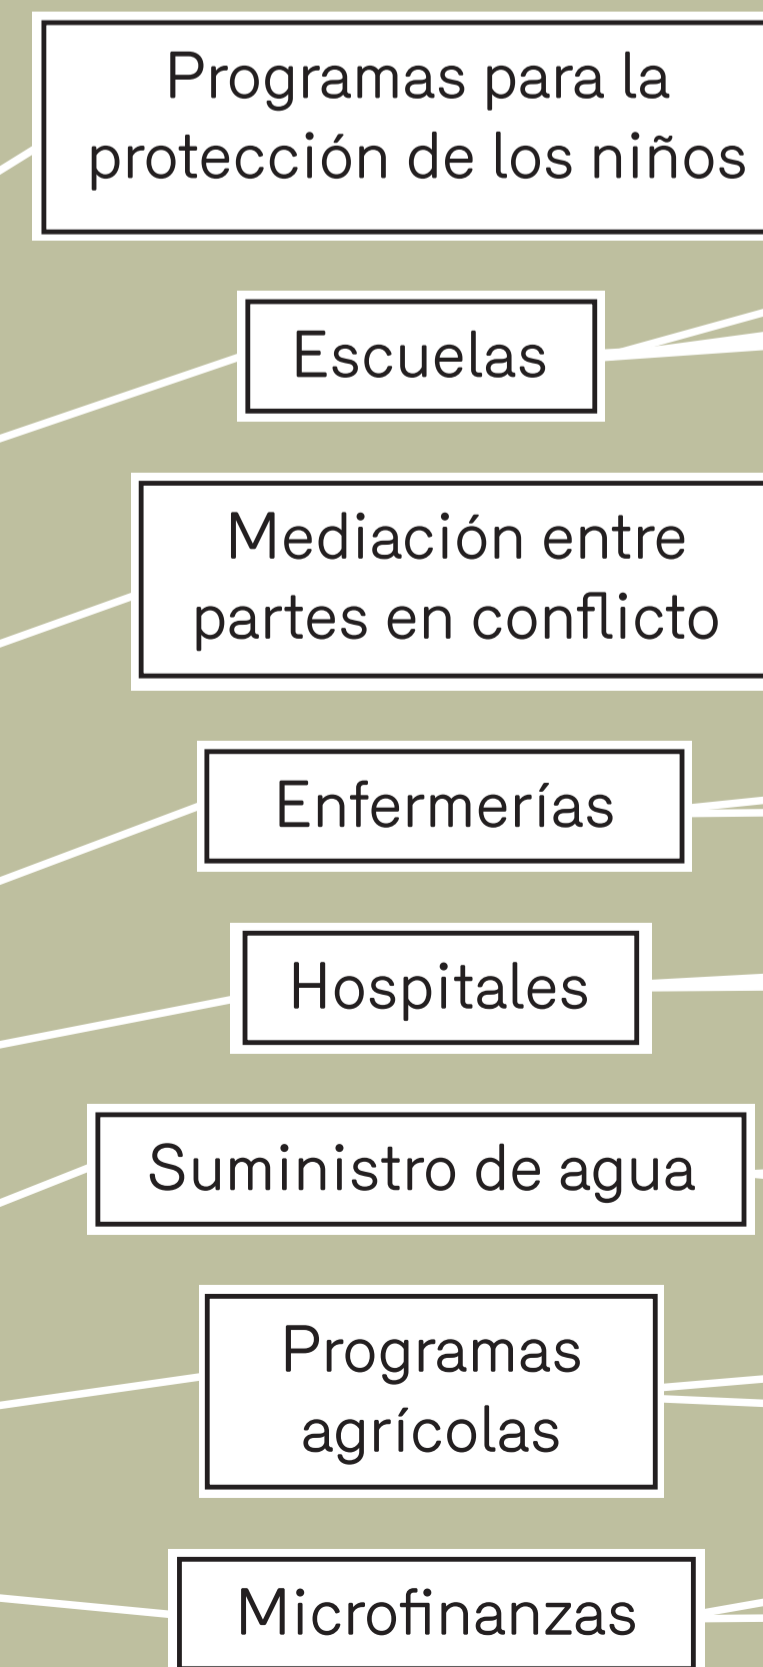 Programas para la
protección de los niños
Escuelas
Mediación entre
partes en conflicto
Enfermerías
Hospitales
Suministro de agua
Programas
agrícolas
Microfinanzas